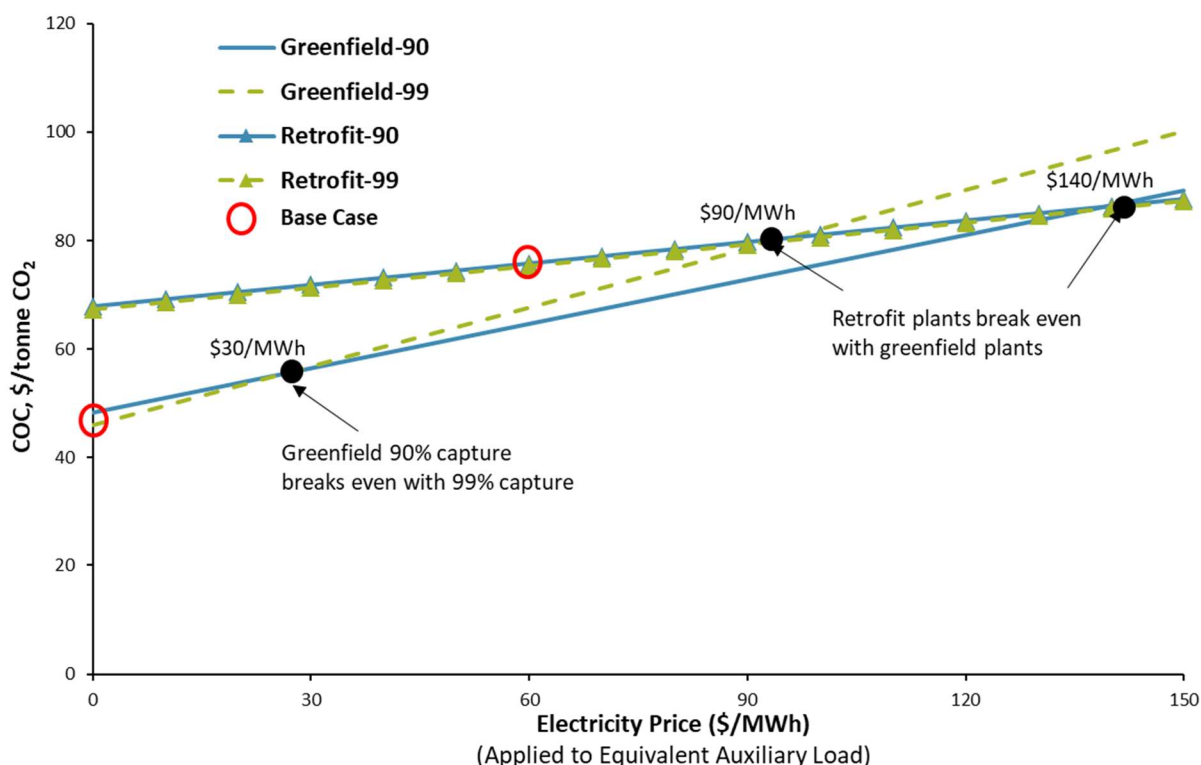 COC, $/tonne CO₂
120
100
80
60
40
20
0
Greenfield-90
Greenfield-99
Retrofit-90
Retrofit-99
Base Case
$30/MWh
$90/MWh
$140/MWh
Greenfield 90% capture
breaks even with 99% capture
Retrofit plants break even
with greenfield plants
0
30
60
90
120
150
Electricity Price ($/MWh)
(Applied to Equivalent Auxiliary Load)